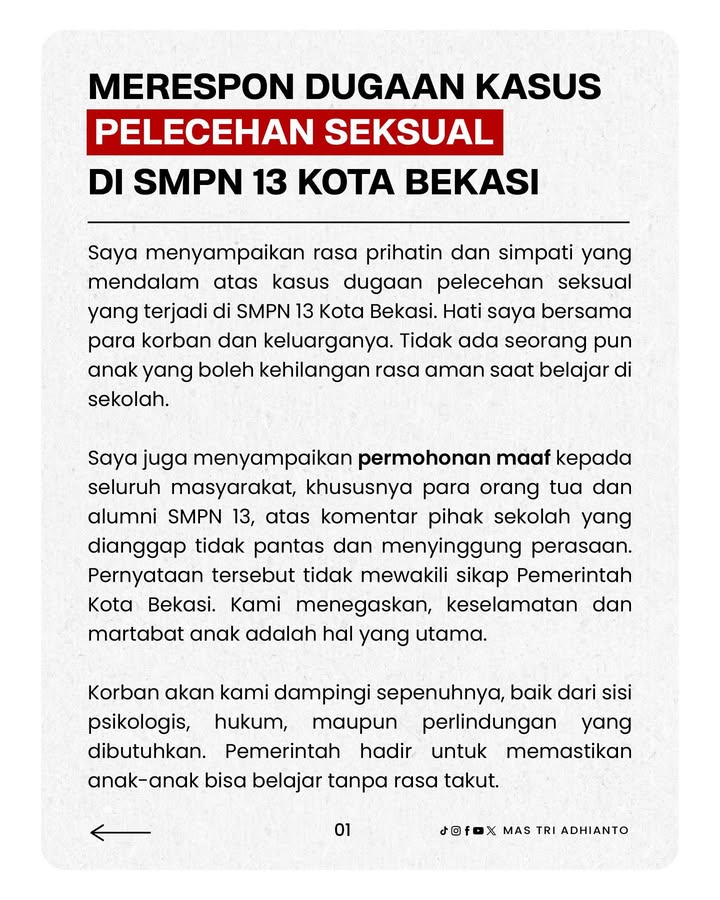 MERESPON DUGAAN KASUS
PELECEHAN SEKSUAL
DI SMPN 13 KOTA BEKASI
Saya menyampaikan rasa prihatin dan simpati yang
mendalam atas kasus dugaan pelecehan seksual
yang terjadi di SMPN 13 Kota Bekasi. Hati saya bersama
para korban dan keluarganya. Tidak ada seorang pun
anak yang boleh kehilangan rasa aman saat belajar di
sekolah.
Saya juga menyampaikan permohonan maaf kepada
seluruh masyarakat, khususnya para orang tua dan
alumni SMPN 13, atas komentar pihak sekolah yang
dianggap tidak pantas dan menyinggung perasaan.
Pernyataan tersebut tidak mewakili sikap Pemerintah
Kota Bekasi. Kami menegaskan, keselamatan dan
martabat anak adalah hal yang utama.
Korban akan kami dampingi sepenuhnya, baik dari sisi
psikologis, hukum, maupun perlindungan yang
dibutuhkan. Pemerintah hadir untuk memastikan
anak-anak bisa belajar tanpa rasa takut.
01
MAS TRI ADHIANTO